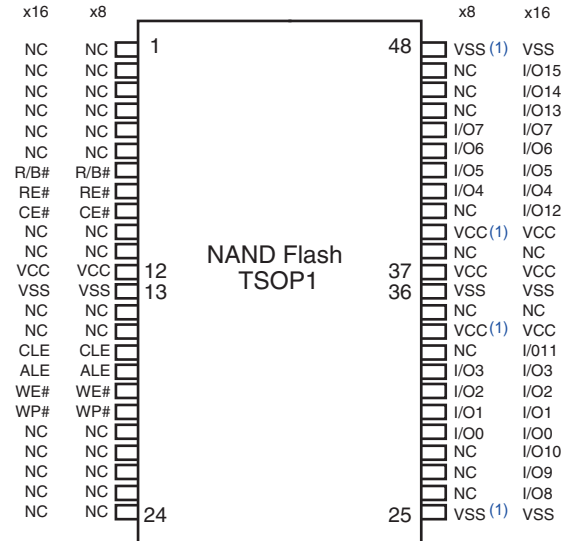 x16 x8 x8 x16
NC NC 1 48 VSS (1) VSS
NC NC NC I/O15
NC NC NC I/O14
NC NC NC I/O13
NC NC I/O7 I/O7
NC NC I/O6 I/O6
R/B# R/B# I/O5 I/O5
RE# RE# I/O4 I/O4
CE# CE# NC I/O12
NC NC VCC (1) VCC
NC NC NAND Flash NC NC
VCC VCC 12 TSOP1 37 VCC VCC
VSS VSS 13 36 VSS VSS
NC NC NC NC
NC NC VCC (1) VCC
CLE CLE NC I/011
ALE ALE I/O3 I/O3
WE# WE# I/O2 I/O2
WP# WP# I/O1 I/O1
NC NC I/O0 I/O0
NC NC NC I/O10
NC NC NC I/O9
NC NC NC I/O8
NC NC 24 25 VSS (1) VSS